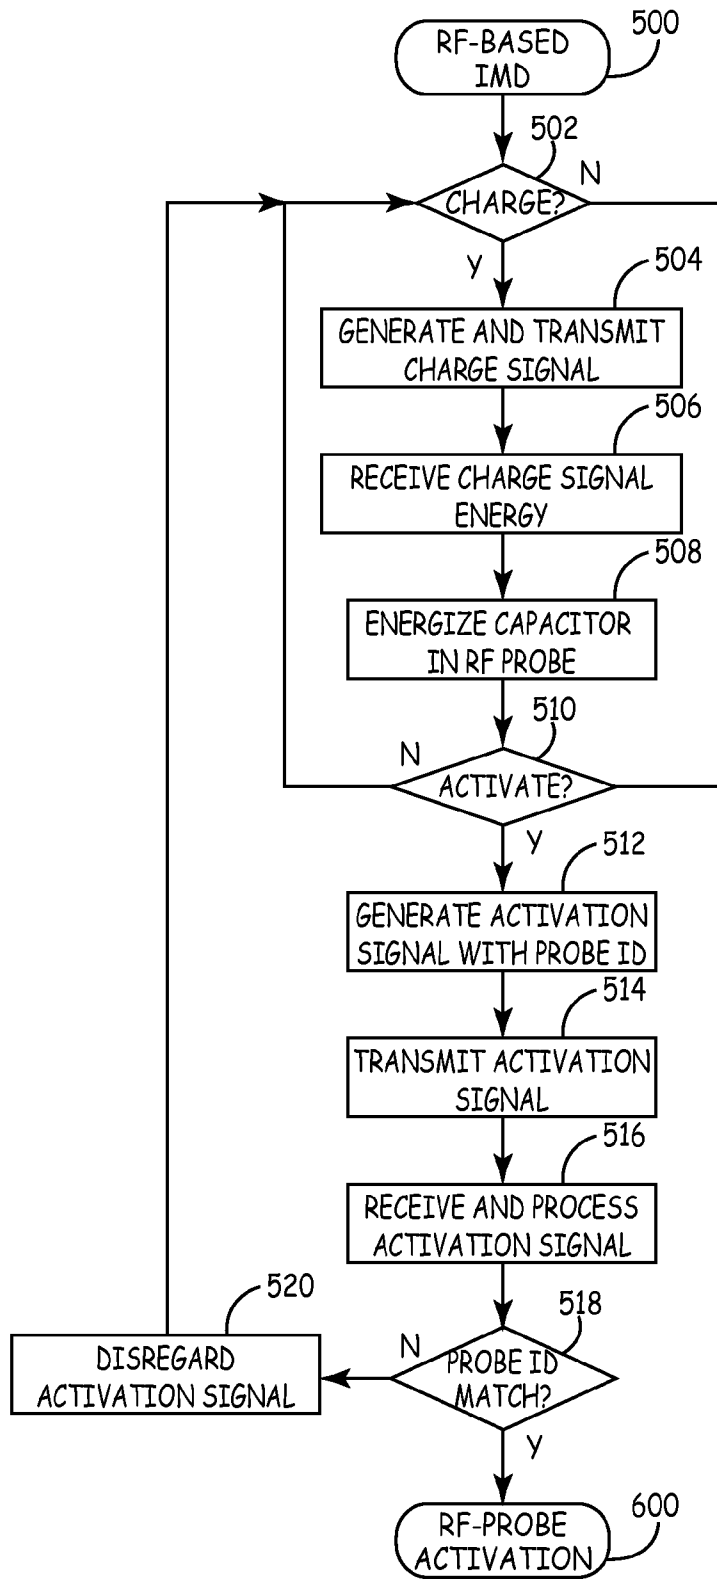 500
RF-BASED
IMD
502
N
CHARGE?
Y
504
GENERATE AND TRANSMIT
CHARGE SIGNAL
506
RECEIVE CHARGE SIGNAL
ENERGY
508
ENERGIZE CAPACITOR
IN RF PROBE
510
N
ACTIVATE?
Y
512
GENERATE ACTIVATION
SIGNAL WITH PROBE ID
514
TRANSMIT ACTIVATION
SIGNAL
516
RECEIVE AND PROCESS
ACTIVATION SIGNAL
518
N
PROBE ID
MATCH?
520
DISREGARD
ACTIVATION SIGNAL
Y
600
RF-PROBE
ACTIVATION